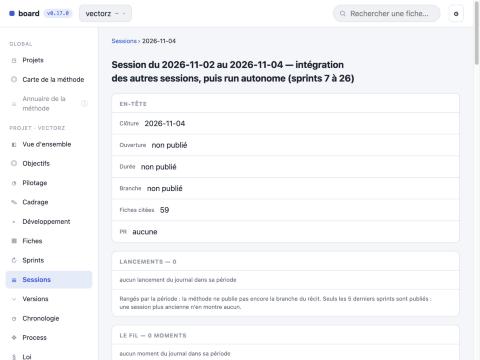 board v0.17.0 vectorz
Rechercher une fiche...
Sessions › 2026-11-04
GLOBAL
Projets
Carte de la méthode
Annuaire de la
méthode
PROJET · VECTORZ
Vue d'ensemble
Objectifs
Pilotage
Cadrage
Développement
Fiches
Sprints
Sessions
Versions
Chronologie
Process
§ Loi
Session du 2026-11-02 au 2026-11-04 — intégration
des autres sessions, puis run autonome (sprints 7 à 26)
EN-TÊTE
Clôture 2026-11-04
Ouverture non publié
Durée non publié
Branche non publié
Fiches citées 59
PR aucune
LANCEMENTS — 0
aucun lancement du journal dans sa période
Rangés par la période : la méthode ne publie pas encore la branche du récit. Seuls les 5 derniers sprints sont publiés :
une session plus ancienne n'en montre aucun.
LE FIL — 0 MOMENTS
aucun moment du journal dans sa période